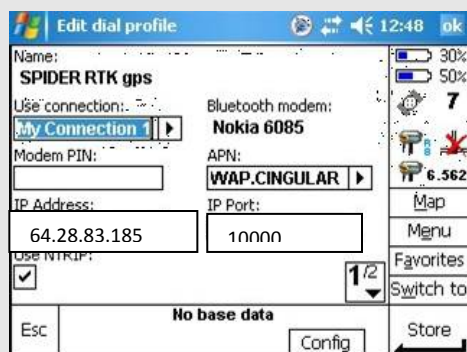 Edit dial profile 12:48 ok
Name:
SPIDER RTK gps
Use connection:
My Connection 1
Bluetooth modem:
Nokia 6085
Modem PIN:
APN:
WAP.CINGULAR
IP Address:
64.28.83.185
IP Port:
10000
Use NTRIP:
1/2
No base data
Esc
Config
30%
50%
7
6.562
Map
Menu
Favorites
Switch to
Store